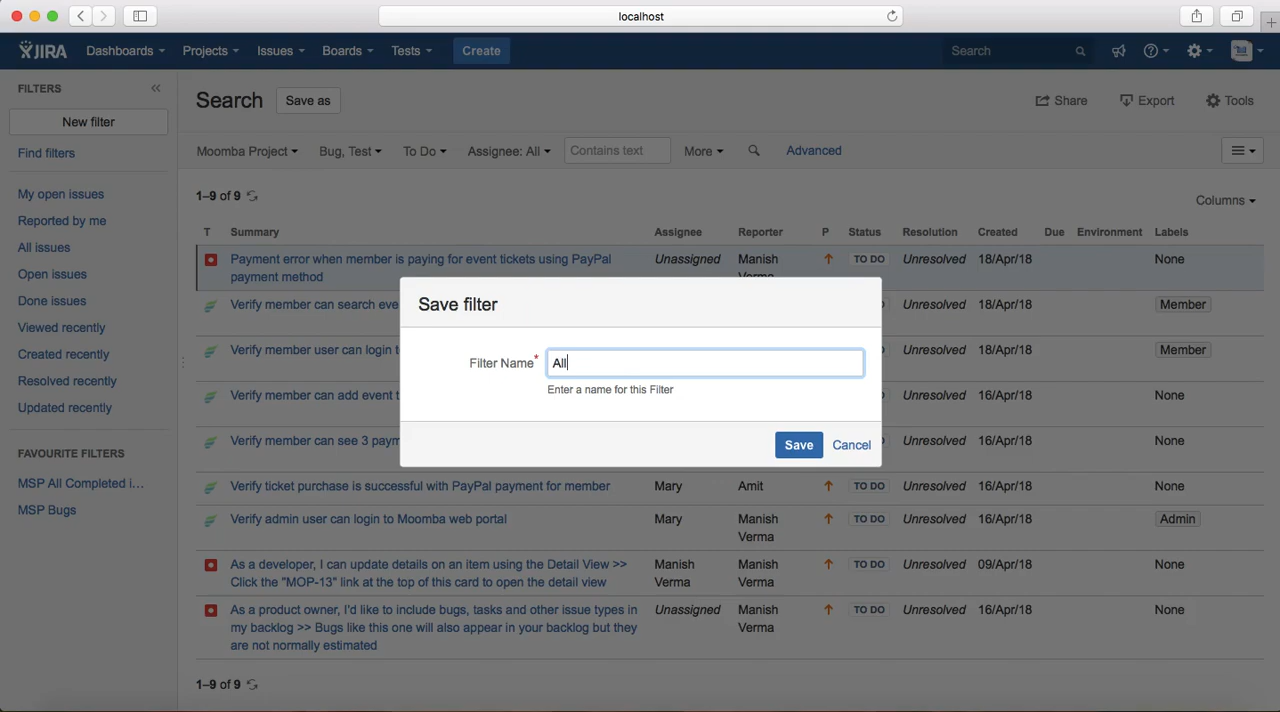 localhost
JIRA Dashboards Projects Issues Boards Tests Create Search
FILTERS
New filter
Find filters
My open issues
Reported by me
All issues
Open issues
Done issues
Viewed recently
Created recently
Resolved recently
Updated recently
FAVOURITE FILTERS
MSP All Completed i...
MSP Bugs
Search Save as Share Export Tools
Moomba Project Bug, Test To Do Assignee: All Contains text More Advanced
1–9 of 9
Columns
T Summary Assignee Reporter P Status Resolution Created Due Environment Labels
Payment error when member is paying for event tickets using PayPal Unassigned Manish TO DO Unresolved 18/Apr/18 None
payment method Verma
Verify member can search eve Unresolved 18/Apr/18 Member
Verify member user can login t Unresolved 18/Apr/18 Member
Verify member can add event t Unresolved 16/Apr/18 None
Verify member can see 3 paym Unresolved 16/Apr/18 None
Save filter
Filter Name* All
Enter a name for this Filter
Save Cancel
Verify ticket purchase is successful with PayPal payment for member Mary Amit TO DO Unresolved 16/Apr/18 None
Verify admin user can login to Moomba web portal Mary Manish TO DO Unresolved 16/Apr/18 Admin
Verma
As a developer, I can update details on an item using the Detail View >> Manish Manish TO DO Unresolved 09/Apr/18 None
Click the "MOP-13" link at the top of this card to open the detail view Verma Verma
As a product owner, I'd like to include bugs, tasks and other issue types in Unassigned Manish TO DO Unresolved 16/Apr/18 None
my backlog >> Bugs like this one will also appear in your backlog but they Verma
are not normally estimated
1–9 of 9